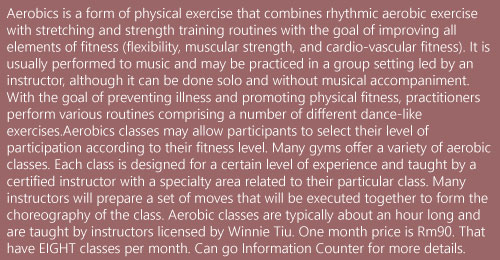 Aerobics is a form of physical exercise that combines rhythmic aerobic exercise
with stretching and strength training routines with the goal of improving all
elements of fitness (flexibility, muscular strength, and cardio-vascular fitness). It is
usually performed to music and may be practiced in a group setting led by an
instructor, although it can be done solo and without musical accompaniment.
With the goal of preventing illness and promoting physical fitness, practitioners
perform various routines comprising a number of different dance-like
exercises.Aerobics classes may allow participants to select their level of
participation according to their fitness level. Many gyms offer a variety of aerobic
classes. Each class is designed for a certain level of experience and taught by a
certified instructor with a specialty area related to their particular class. Many
instructors will prepare a set of moves that will be executed together to form the
choreography of the class. Aerobic classes are typically about an hour long and
are taught by instructors licensed by Winnie Tiu. One month price is Rm90. That
have EIGHT classes per month. Can go Information Counter for more details.